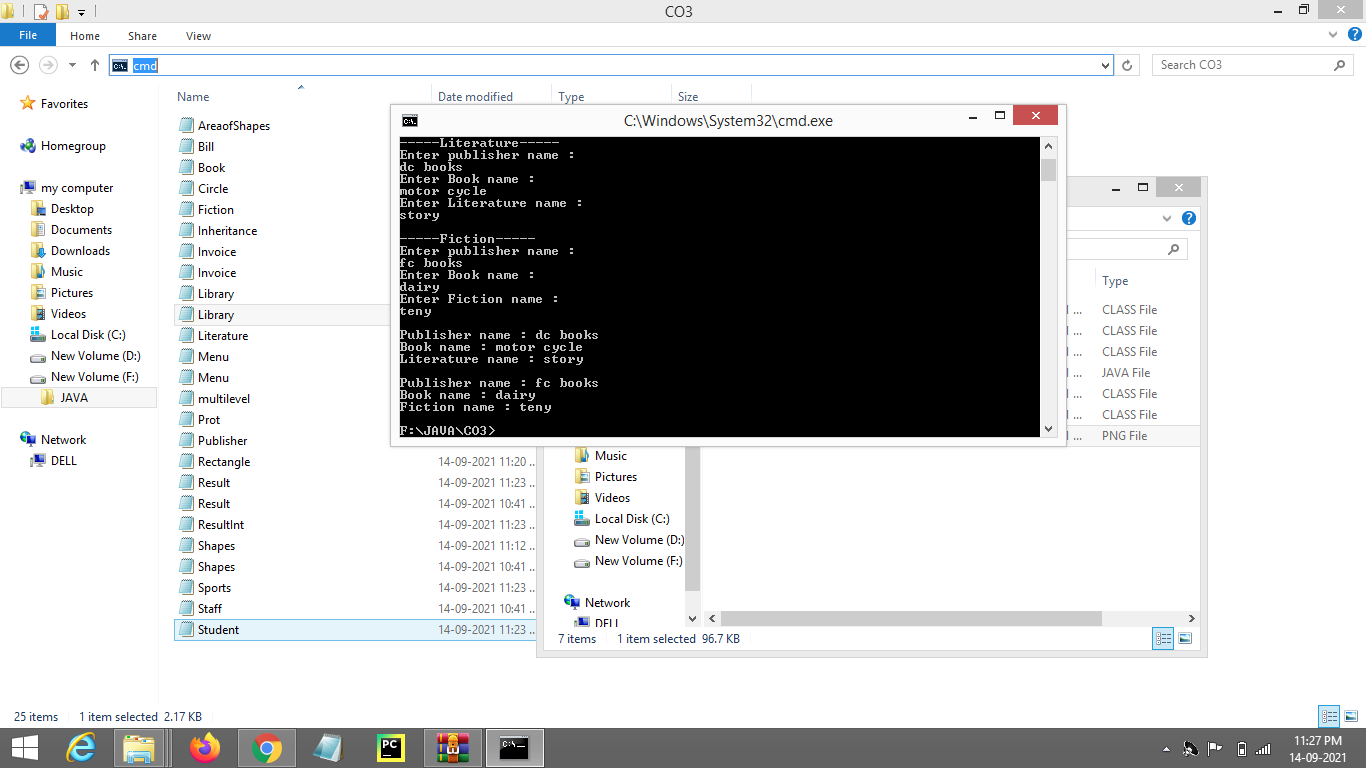 CO3
File Home Share View
cmd
Search CO3
Name Date modified Type Size
Favorites
Homegroup
my computer
Desktop
Documents
Downloads
Music
Pictures
Videos
Local Disk (C:)
New Volume (D:)
New Volume (F:)
JAVA
Network
DELL
AreaofShapes
Bill
Book
Circle
Fiction
Inheritance
Invoice
Invoice
Library
Library
Literature
Menu
Menu
multilevel
Prot
Publisher
Rectangle 14-09-2021 11:20 ..
Result 14-09-2021 11:23 ..
Result 14-09-2021 10:41 ..
ResultInt 14-09-2021 11:23 ..
Shapes 14-09-2021 11:12 ..
Shapes 14-09-2021 10:41 ..
Sports 14-09-2021 11:23 ..
Staff 14-09-2021 10:41 ..
Student 14-09-2021 11:23 ..
C:\Windows\System32\cmd.exe
-----Literature-----
Enter publisher name :
dc books
Enter Book name :
motor cycle
Enter Literature name :
story
-----Fiction-----
Enter publisher name :
fc books
Enter Book name :
dairy
Enter Fiction name :
teny
Publisher name : dc books
Book name : motor cycle
Literature name : story
Publisher name : fc books
Book name : dairy
Fiction name : teny
F:\JAVA\CO3>
Type
... CLASS File
... CLASS File
... CLASS File
... JAVA File
... CLASS File
... CLASS File
... PNG File
Music
Pictures
Videos
Local Disk (C:)
New Volume (D:)
New Volume (F:)
Network
DELL
7 items 1 item selected 96.7 KB
25 items 1 item selected 2.17 KB
PC
C:\_
11:27 PM
14-09-2021